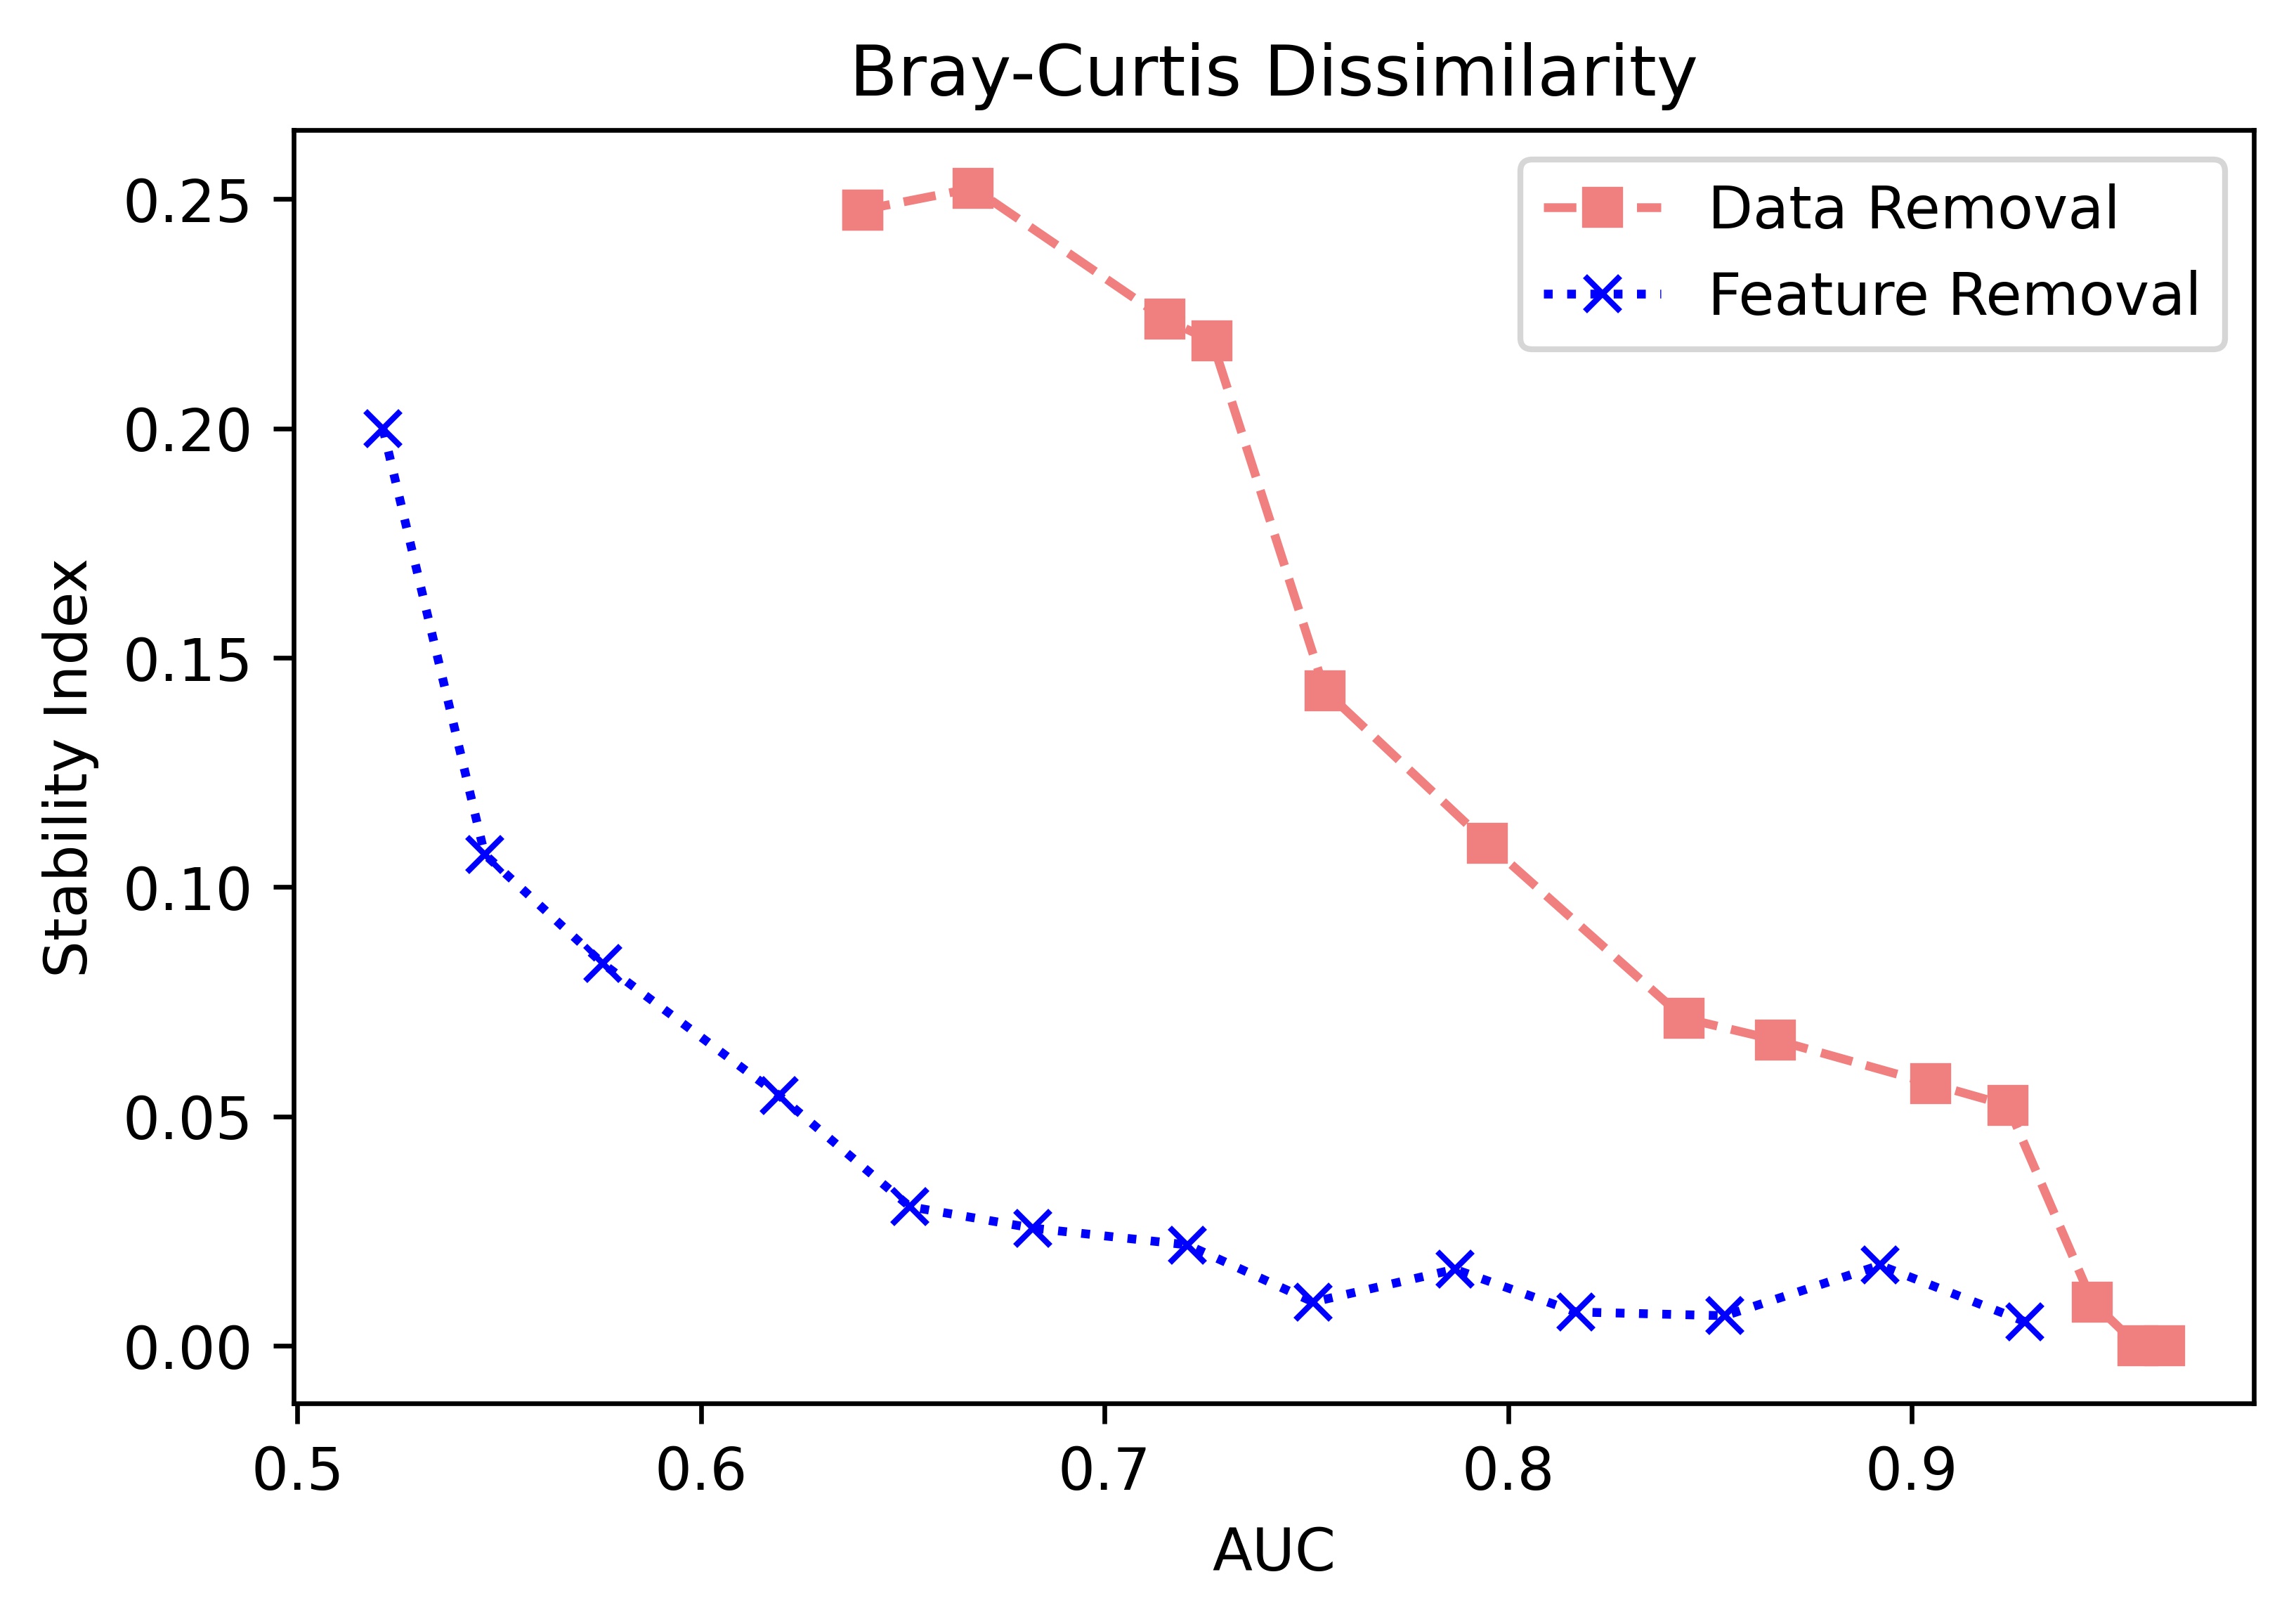 Bray-Curtis Dissimilarity
Data Removal
Feature Removal
Stability Index
0.25
0.20
0.15
0.10
0.05
0.00
0.5 0.6 0.7 0.8 0.9
AUC